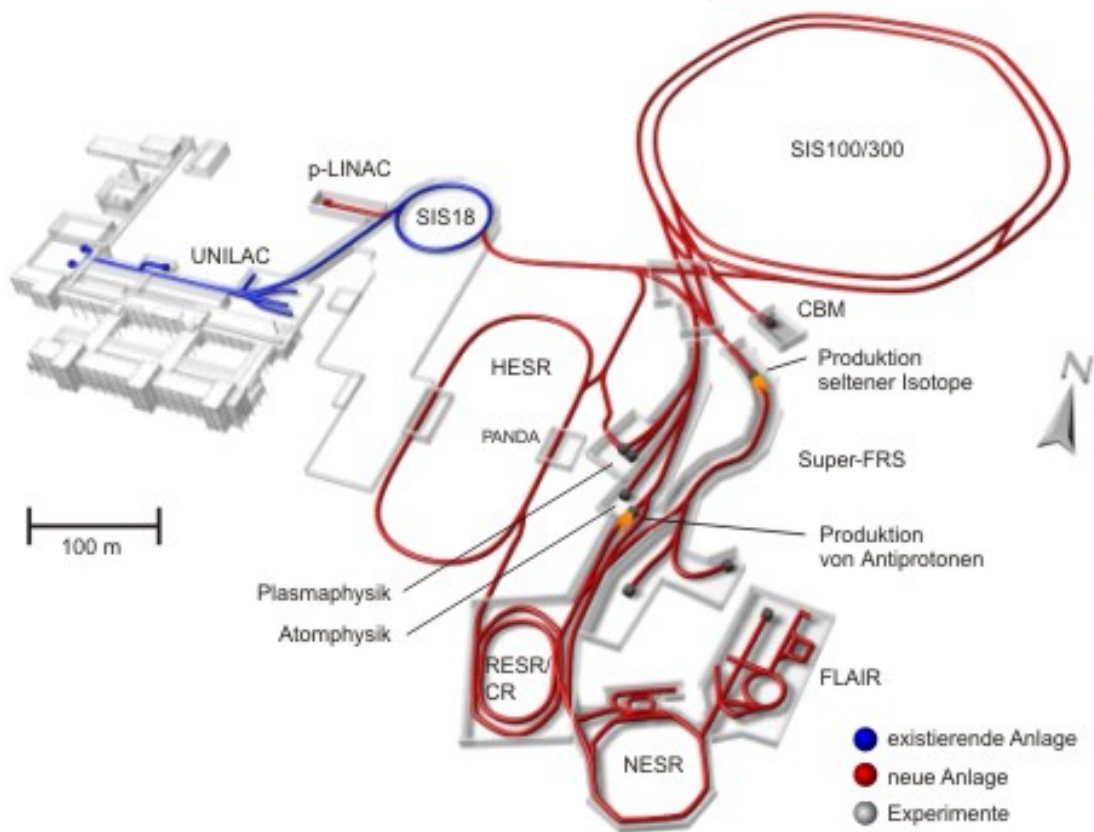 SIS100/300
p-LINAC
SIS18
UNILAC
CBM
HESR
Produktion
seltener Isotope
N
PANDA
Super-FRS
100 m
Produktion
von Antiprotonen
Plasmaphysik
Atomphysik
RESR/
CR
FLAIR
NESR
existierende Anlage
neue Anlage
Experimente